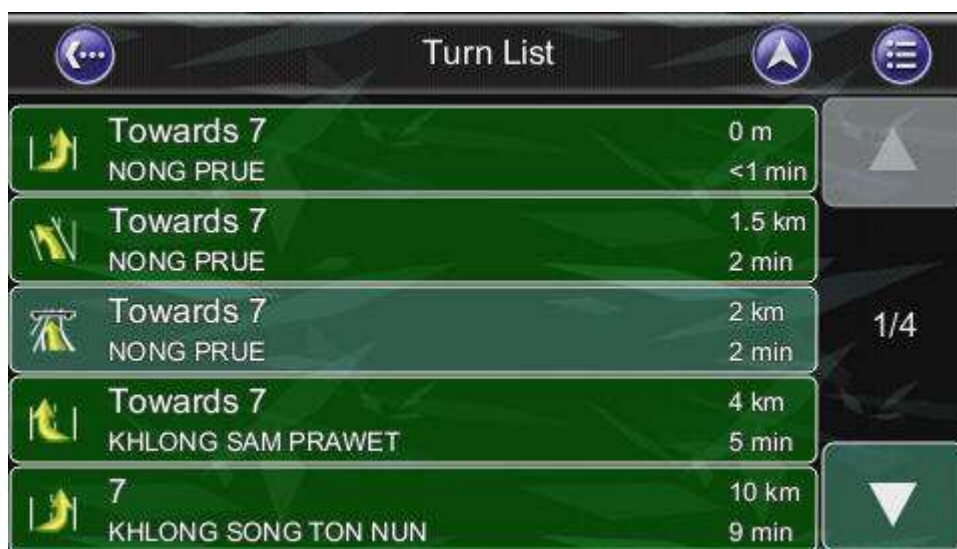 Turn List
Towards 7
0 m
NONG PRUE
<1 min
Towards 7
1.5 km
NONG PRUE
2 min
Towards 7
2 km
NONG PRUE
2 min
1/4
Towards 7
4 km
KHLONG SAM PRAWET
5 min
7
10 km
KHLONG SONG TON NUN
9 min